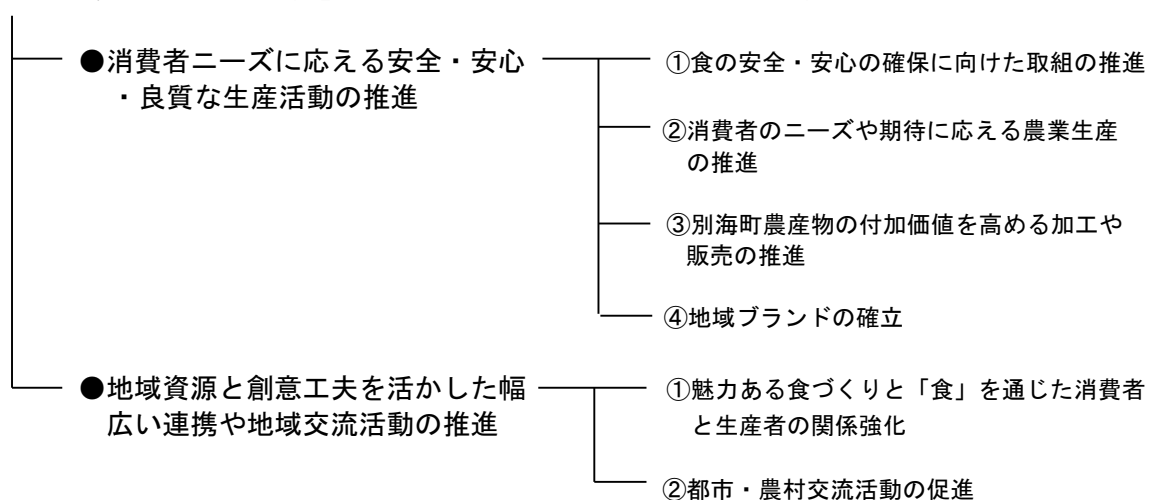 ●消費者ニーズに応える安全・安心
・良質な生産活動の推進
①食の安全・安心の確保に向けた取組の推進
②消費者のニーズや期待に応える農業生産
の推進
③別海町農産物の付加価値を高める加工や
販売の推進
④地域ブランドの確立
●地域資源と創意工夫を活かした幅
広い連携や地域交流活動の推進
①魅力ある食づくりと「食」を通じた消費者
と生産者の関係強化
②都市・農村交流活動の促進